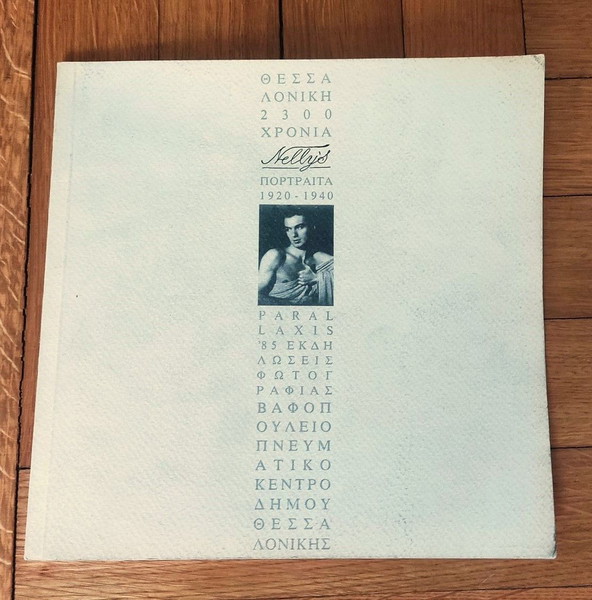 ΘΕΣΣΑ
ΛΟΝΙΚΗ
2300
ΧΡΟΝΙΑ
Nelly's
ΠΟΡΤΡΑΙΤΑ
1920-1940
PARAL
LAXIS
'85 ΕΚΔΗ
ΛΩΣΕΙΣ
ΦΩΤΟΓ
ΡΑΦΙΑΣ
ΒΑΦΟΠ
ΟΥΛΕΙΟ
ΠΝΕΥΜ
ΑΤΙΚΟ
ΚΕΝΤΡΟ
ΔΗΜΟΥ
ΘΕΣΣΑ
ΛΟΝΙΚΗΣ